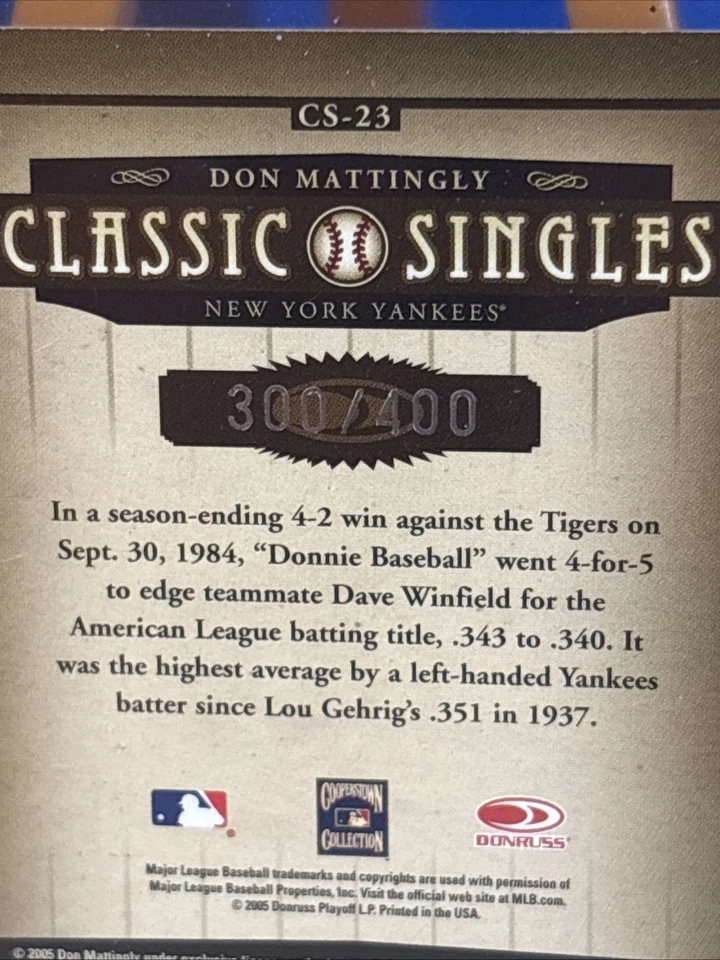 CS-23
DON MATTINGLY
CLASSIC SINGLES
NEW YORK YANKEES®
300/400
In a season-ending 4-2 win against the Tigers on
Sept. 30, 1984, “Donnie Baseball” went 4-for-5
to edge teammate Dave Winfield for the
American League batting title, .343 to .340. It
was the highest average by a left-handed Yankees
batter since Lou Gehrig’s .351 in 1937.
COOPERSTOWN
COLLECTION
DONRUSS®
Major League Baseball trademarks and copyrights are used with permission of
Major League Baseball Properties, Inc. Visit the official web site at MLB.com.
© 2005 Donruss Playoff L.P. Printed in the USA.
© 2005 Don Mattingly under